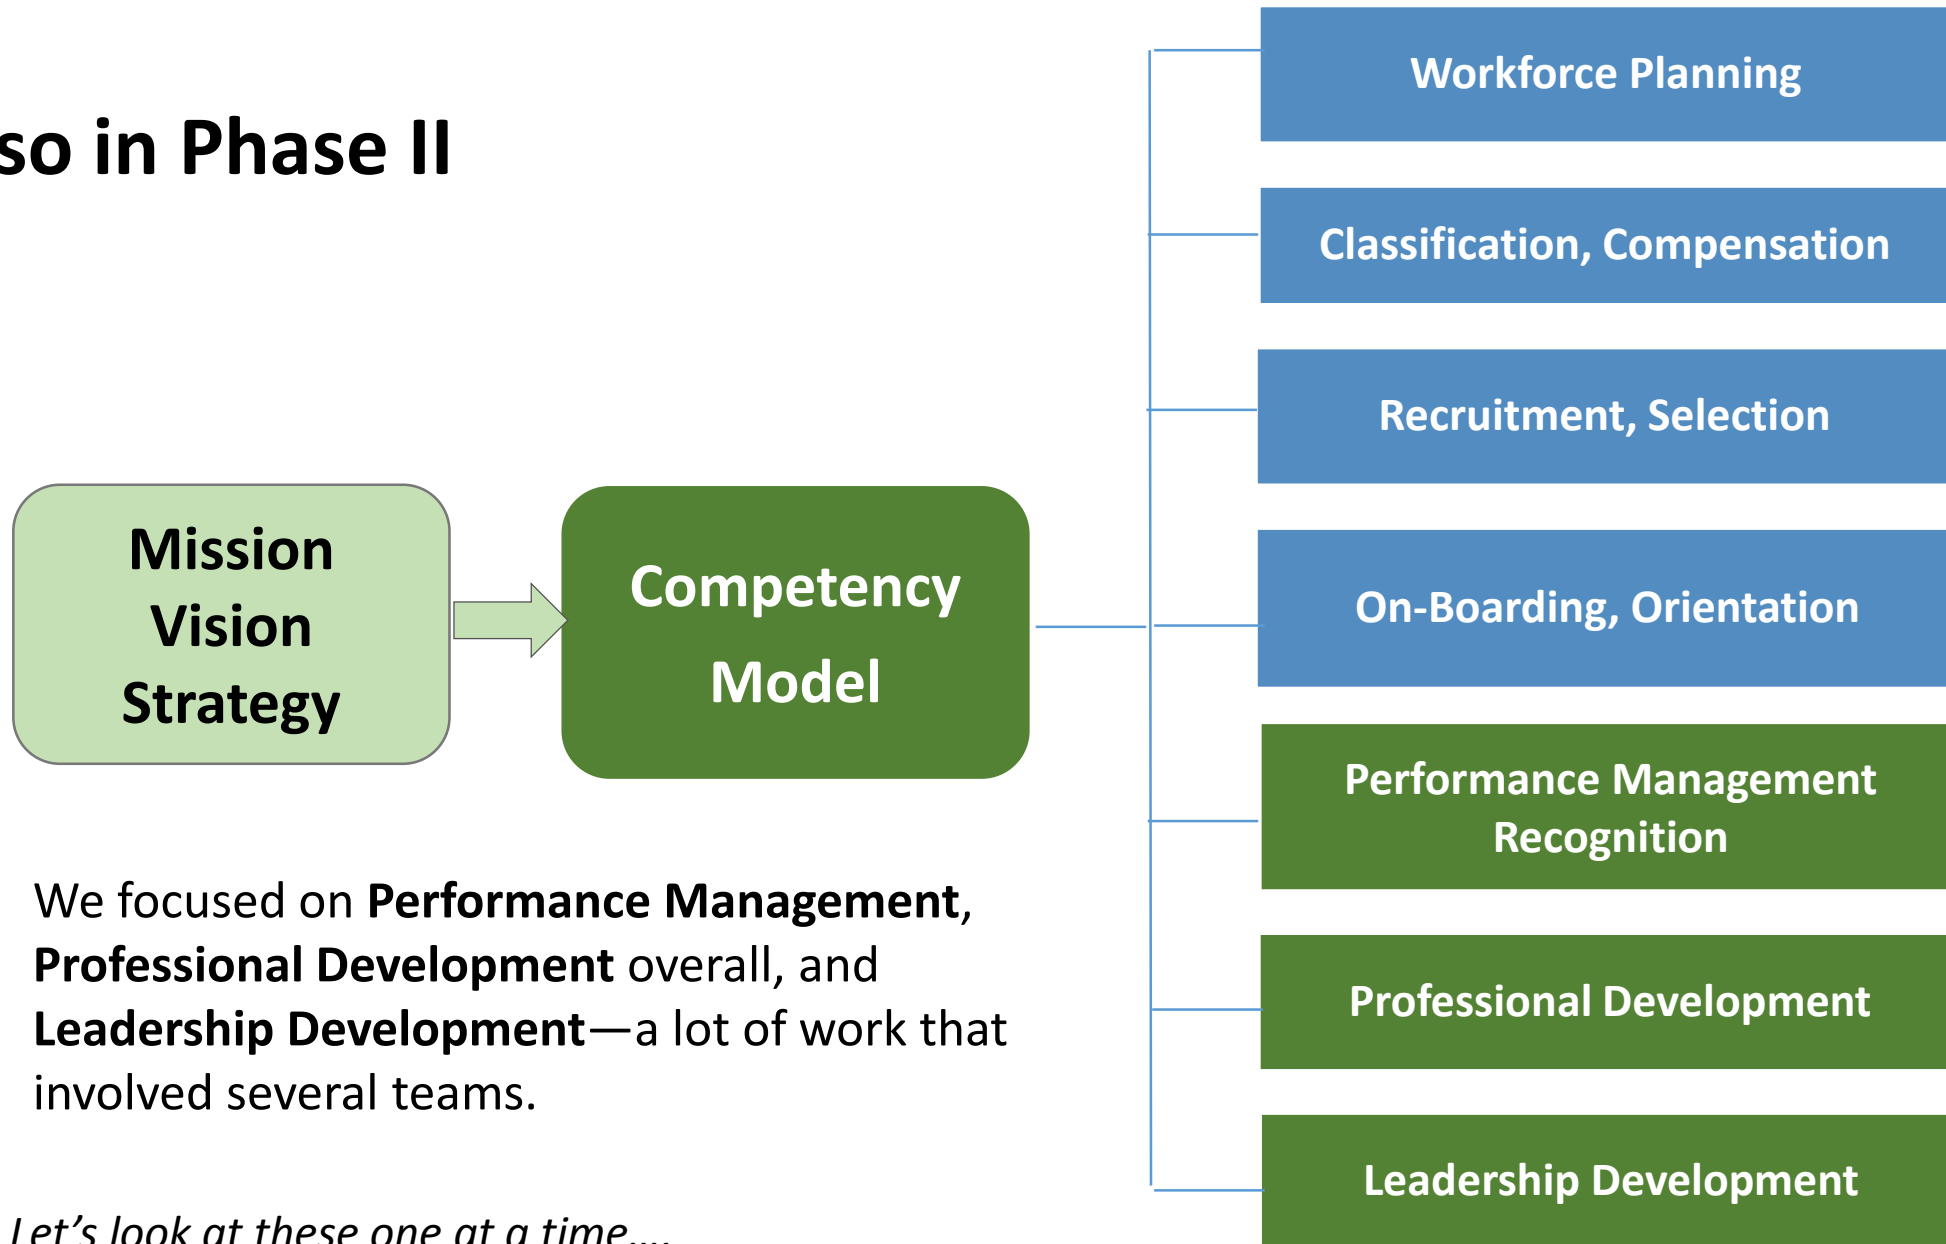 so in Phase II
Mission
Vision
Strategy
Competency
Model
Workforce Planning
Classification, Compensation
Recruitment, Selection
On-Boarding, Orientation
Performance Management
Recognition
Professional Development
Leadership Development
We focused on Performance Management,
Professional Development overall, and
Leadership Development—a lot of work that
involved several teams.
Let’s look at these one at a time….